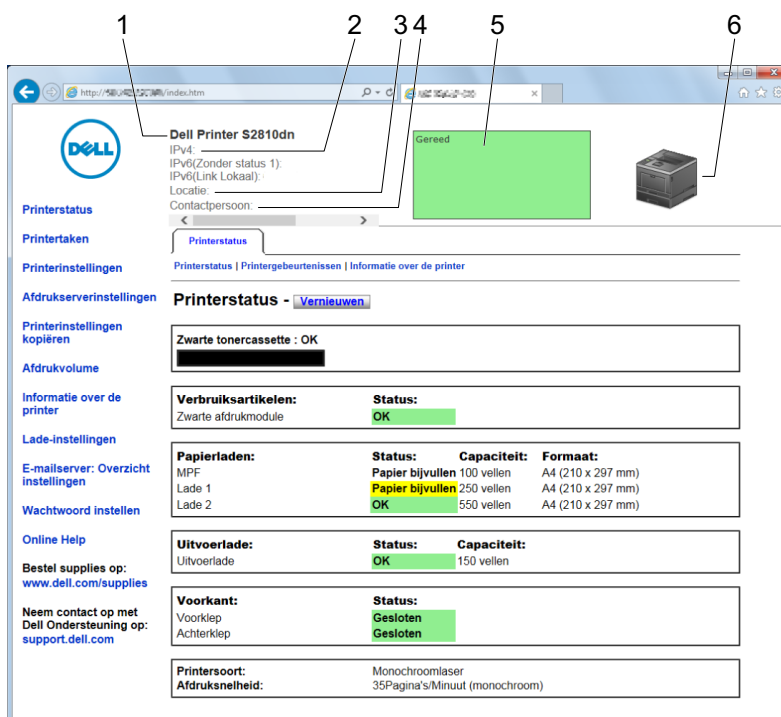 1 2 3 4 5 6
http:// /index.htm
DELL
Dell Printer S2810dn
IPv4:
IPv6(Zonder status 1):
IPv6(Link Lokaal):
Locatie:
Contactpersoon:
Gereed
Printerstatus
Printertaken
Printerinstellingen
Afdrukserverinstellingen
Printerinstellingen
kopiëren
Afdrukvolume
Informatie over de
printer
Lade-instellingen
E-mailserver: Overzicht
instellingen
Wachtwoord instellen
Online Help
Bestel supplies op:
www.dell.com/supplies
Neem contact op met
Dell Ondersteuning op:
support.dell.com
Printerstatus
Printerstatus | Printergebeurtenissen | Informatie over de printer
Printerstatus - Vernieuwen
Zwarte tonercassette : OK
Verbruiksartikelen: Status:
Zwarte afdrukmodule OK
Papierladen: Status: Capaciteit: Formaat:
MPF Papier bijvullen 100 vellen A4 (210 x 297 mm)
Lade 1 Papier bijvullen 250 vellen A4 (210 x 297 mm)
Lade 2 OK 550 vellen A4 (210 x 297 mm)
Uitvoerlade: Status: Capaciteit:
Uitvoerlade OK 150 vellen
Voorkant: Status:
Voorklep Gesloten
Achterklep Gesloten
Printersoort: Monochroomlaser
Afdruksnelheid: 35Pagina's/Minuut (monochroom)